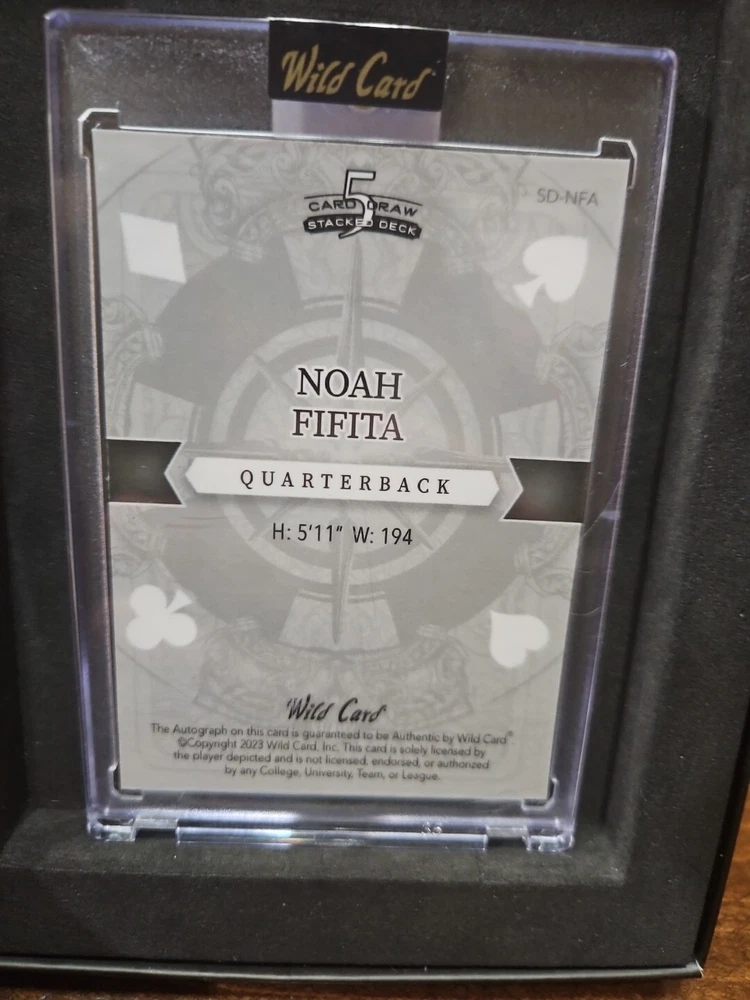 Wild Card
5
CARD DRAW
STACKED DECK
SD-NFA
NOAH
FIFITA
QUARTERBACK
H: 5'11" W: 194
Wild Card
The Autograph on this card is guaranteed to be Authentic by Wild Card®.
©Copyright 2023 Wild Card, Inc. This card is solely licensed by
the player depicted and is not licensed, endorsed, or authorized
by any College, University, Team, or League.